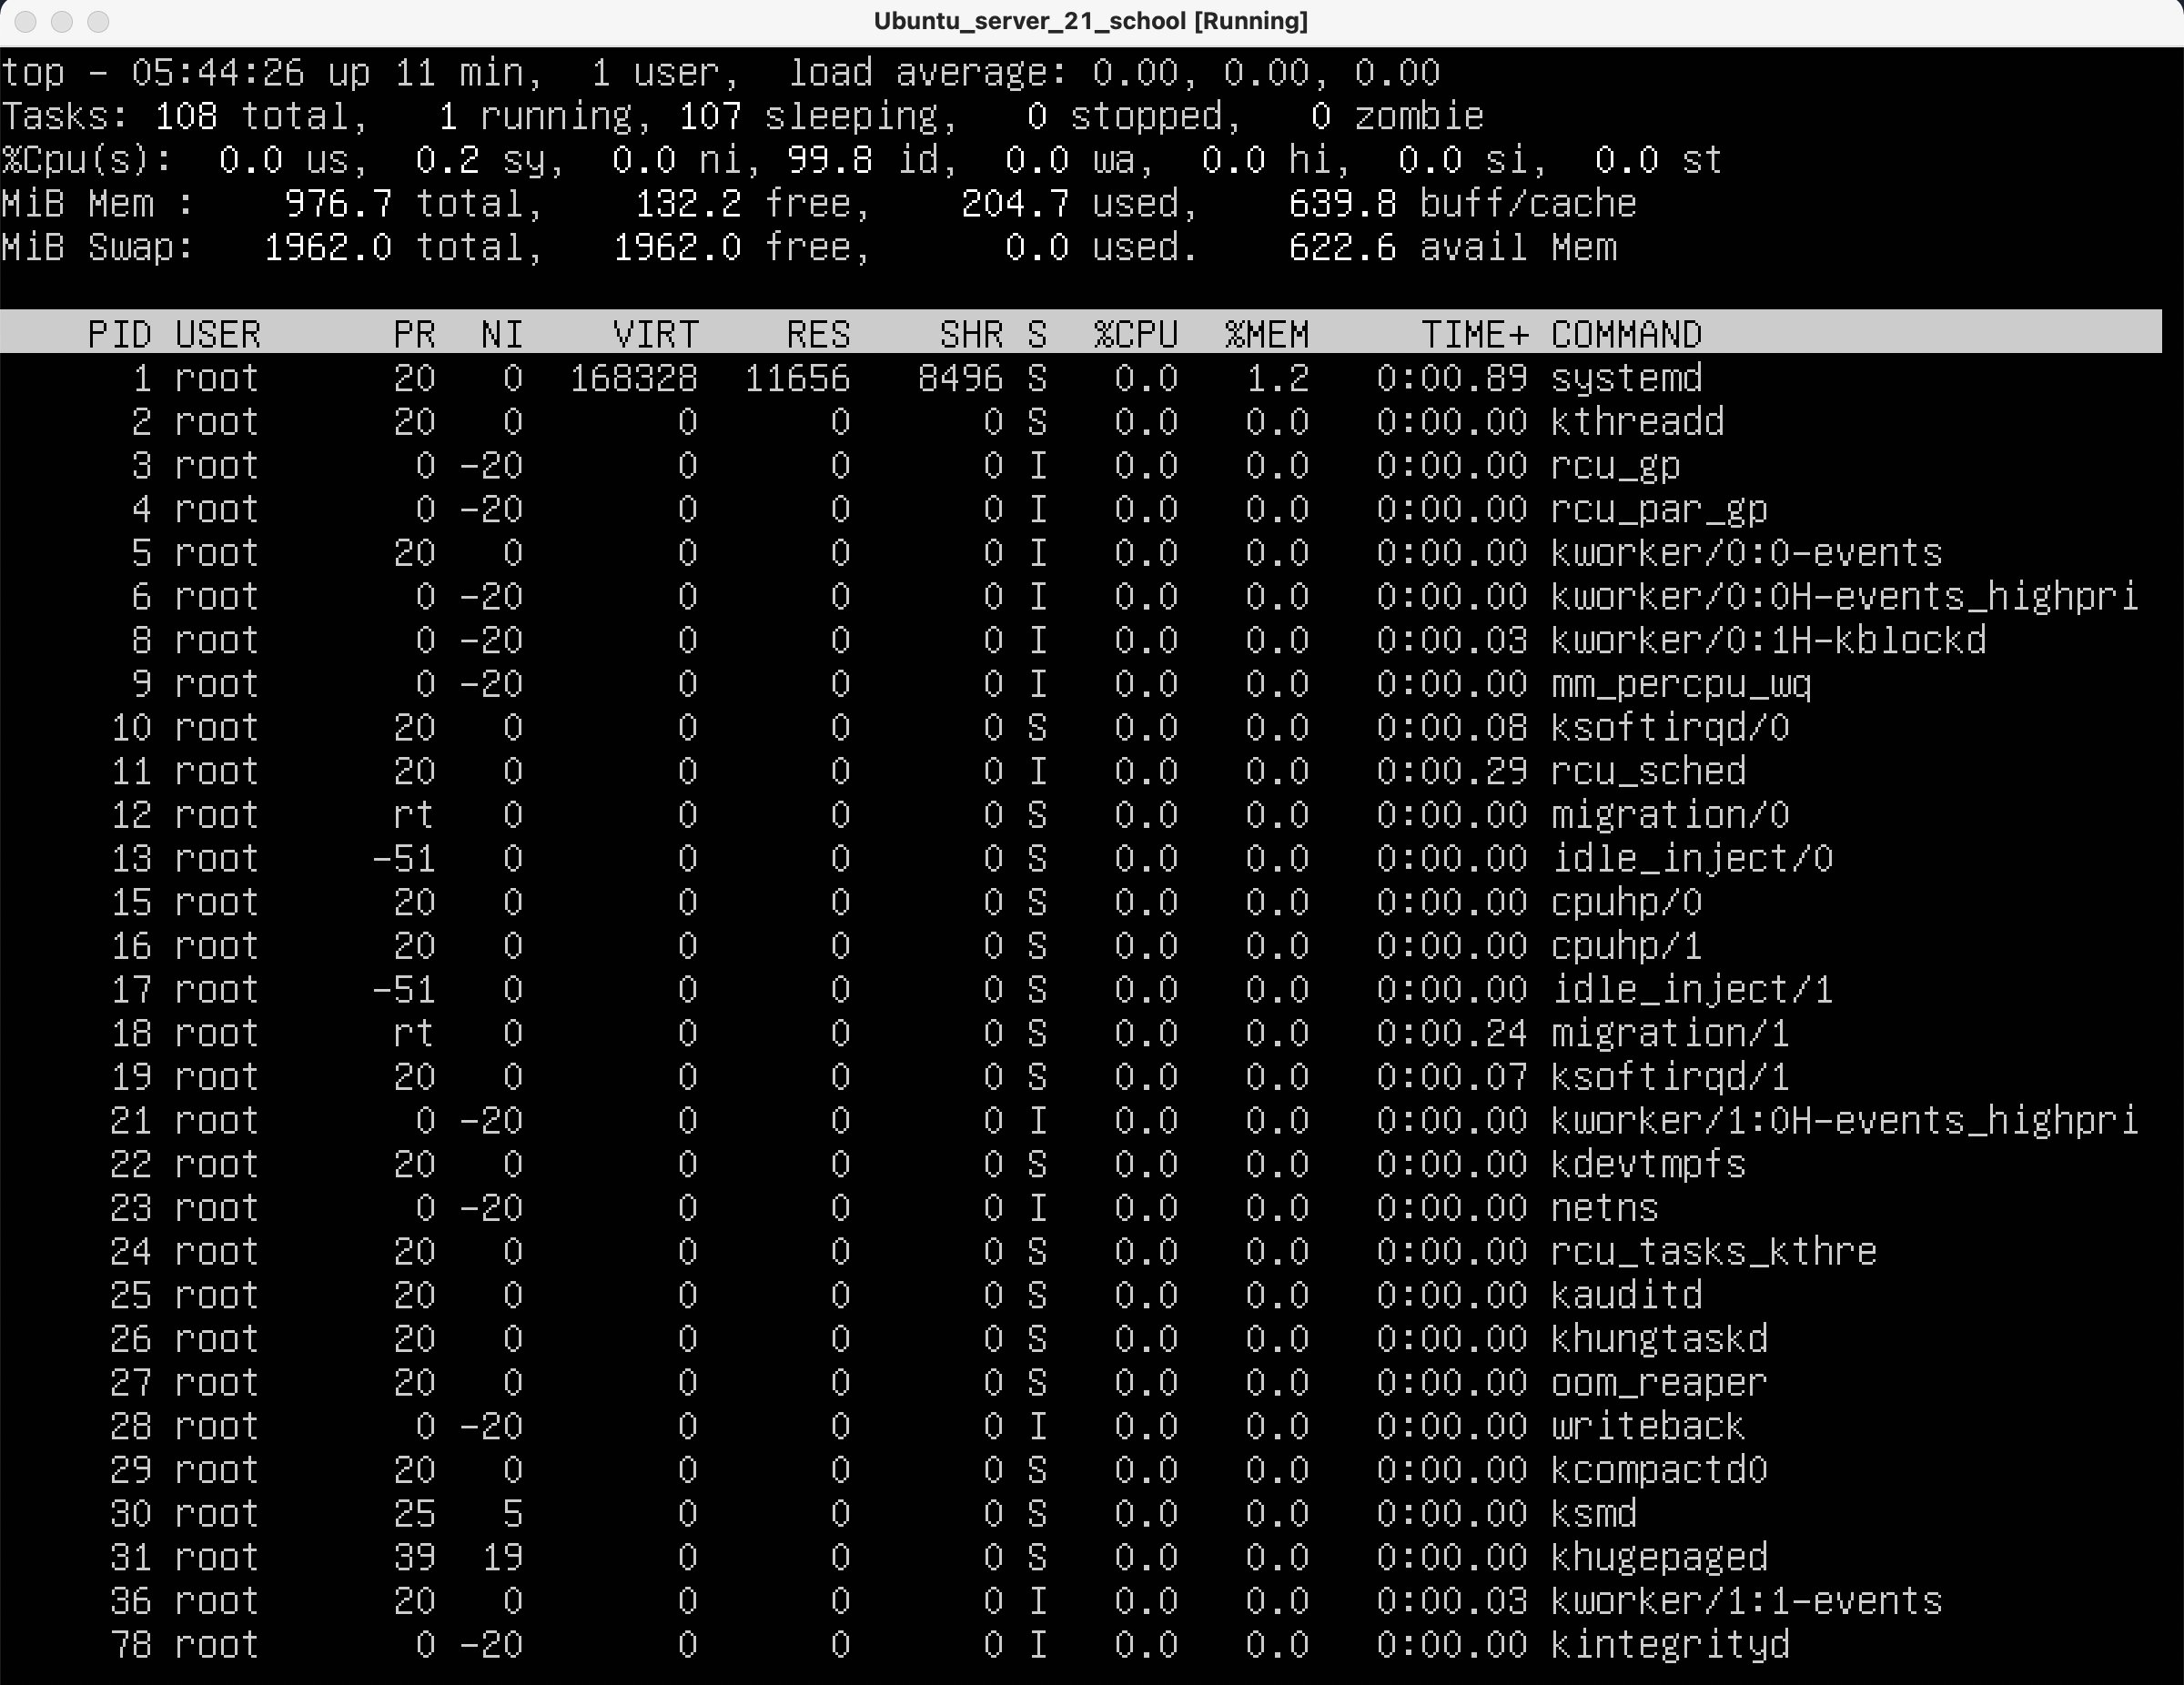 Ubuntu_server_21_school [Running]
top - 05:44:26 up 11 min,  1 user,  load average: 0.00, 0.00, 0.00
Tasks: 108 total,   1 running, 107 sleeping,   0 stopped,   0 zombie
%Cpu(s):  0.0 us,  0.2 sy,  0.0 ni, 99.8 id,  0.0 wa,  0.0 hi,  0.0 si,  0.0 st
MiB Mem :    976.7 total,    132.2 free,    204.7 used,    639.8 buff/cache
MiB Swap:   1962.0 total,   1962.0 free,      0.0 used.    622.6 avail Mem
PID USER      PR  NI    VIRT    RES    SHR S  %CPU  %MEM     TIME+ COMMAND
1 root      20   0  168328  11656   8496 S   0.0   1.2   0:00.89 systemd
2 root      20   0       0      0      0 S   0.0   0.0   0:00.00 kthreadd
3 root       0 -20       0      0      0 I   0.0   0.0   0:00.00 rcu_gp
4 root       0 -20       0      0      0 I   0.0   0.0   0:00.00 rcu_par_gp
5 root      20   0       0      0      0 I   0.0   0.0   0:00.00 kworker/0:0-events
6 root       0 -20       0      0      0 I   0.0   0.0   0:00.00 kworker/0:0H-events_highpri
8 root       0 -20       0      0      0 I   0.0   0.0   0:00.03 kworker/0:1H-kblockd
9 root       0 -20       0      0      0 I   0.0   0.0   0:00.00 mm_percpu_wq
10 root      20   0       0      0      0 S   0.0   0.0   0:00.08 ksoftirqd/0
11 root      20   0       0      0      0 I   0.0   0.0   0:00.29 rcu_sched
12 root      rt   0       0      0      0 S   0.0   0.0   0:00.00 migration/0
13 root     -51   0       0      0      0 S   0.0   0.0   0:00.00 idle_inject/0
15 root      20   0       0      0      0 S   0.0   0.0   0:00.00 cpuhp/0
16 root      20   0       0      0      0 S   0.0   0.0   0:00.00 cpuhp/1
17 root     -51   0       0      0      0 S   0.0   0.0   0:00.00 idle_inject/1
18 root      rt   0       0      0      0 S   0.0   0.0   0:00.24 migration/1
19 root      20   0       0      0      0 S   0.0   0.0   0:00.07 ksoftirqd/1
21 root       0 -20       0      0      0 I   0.0   0.0   0:00.00 kworker/1:0H-events_highpri
22 root      20   0       0      0      0 S   0.0   0.0   0:00.00 kdevtmpfs
23 root       0 -20       0      0      0 I   0.0   0.0   0:00.00 netns
24 root      20   0       0      0      0 S   0.0   0.0   0:00.00 rcu_tasks_kthre
25 root      20   0       0      0      0 S   0.0   0.0   0:00.00 kauditd
26 root      20   0       0      0      0 S   0.0   0.0   0:00.00 khungtaskd
27 root      20   0       0      0      0 S   0.0   0.0   0:00.00 oom_reaper
28 root       0 -20       0      0      0 I   0.0   0.0   0:00.00 writeback
29 root      20   0       0      0      0 S   0.0   0.0   0:00.00 kcompactd0
30 root      25   5       0      0      0 S   0.0   0.0   0:00.00 ksmd
31 root      39  19       0      0      0 S   0.0   0.0   0:00.00 khugepaged
36 root      20   0       0      0      0 I   0.0   0.0   0:00.03 kworker/1:1-events
78 root       0 -20       0      0      0 I   0.0   0.0   0:00.00 kintegrityd